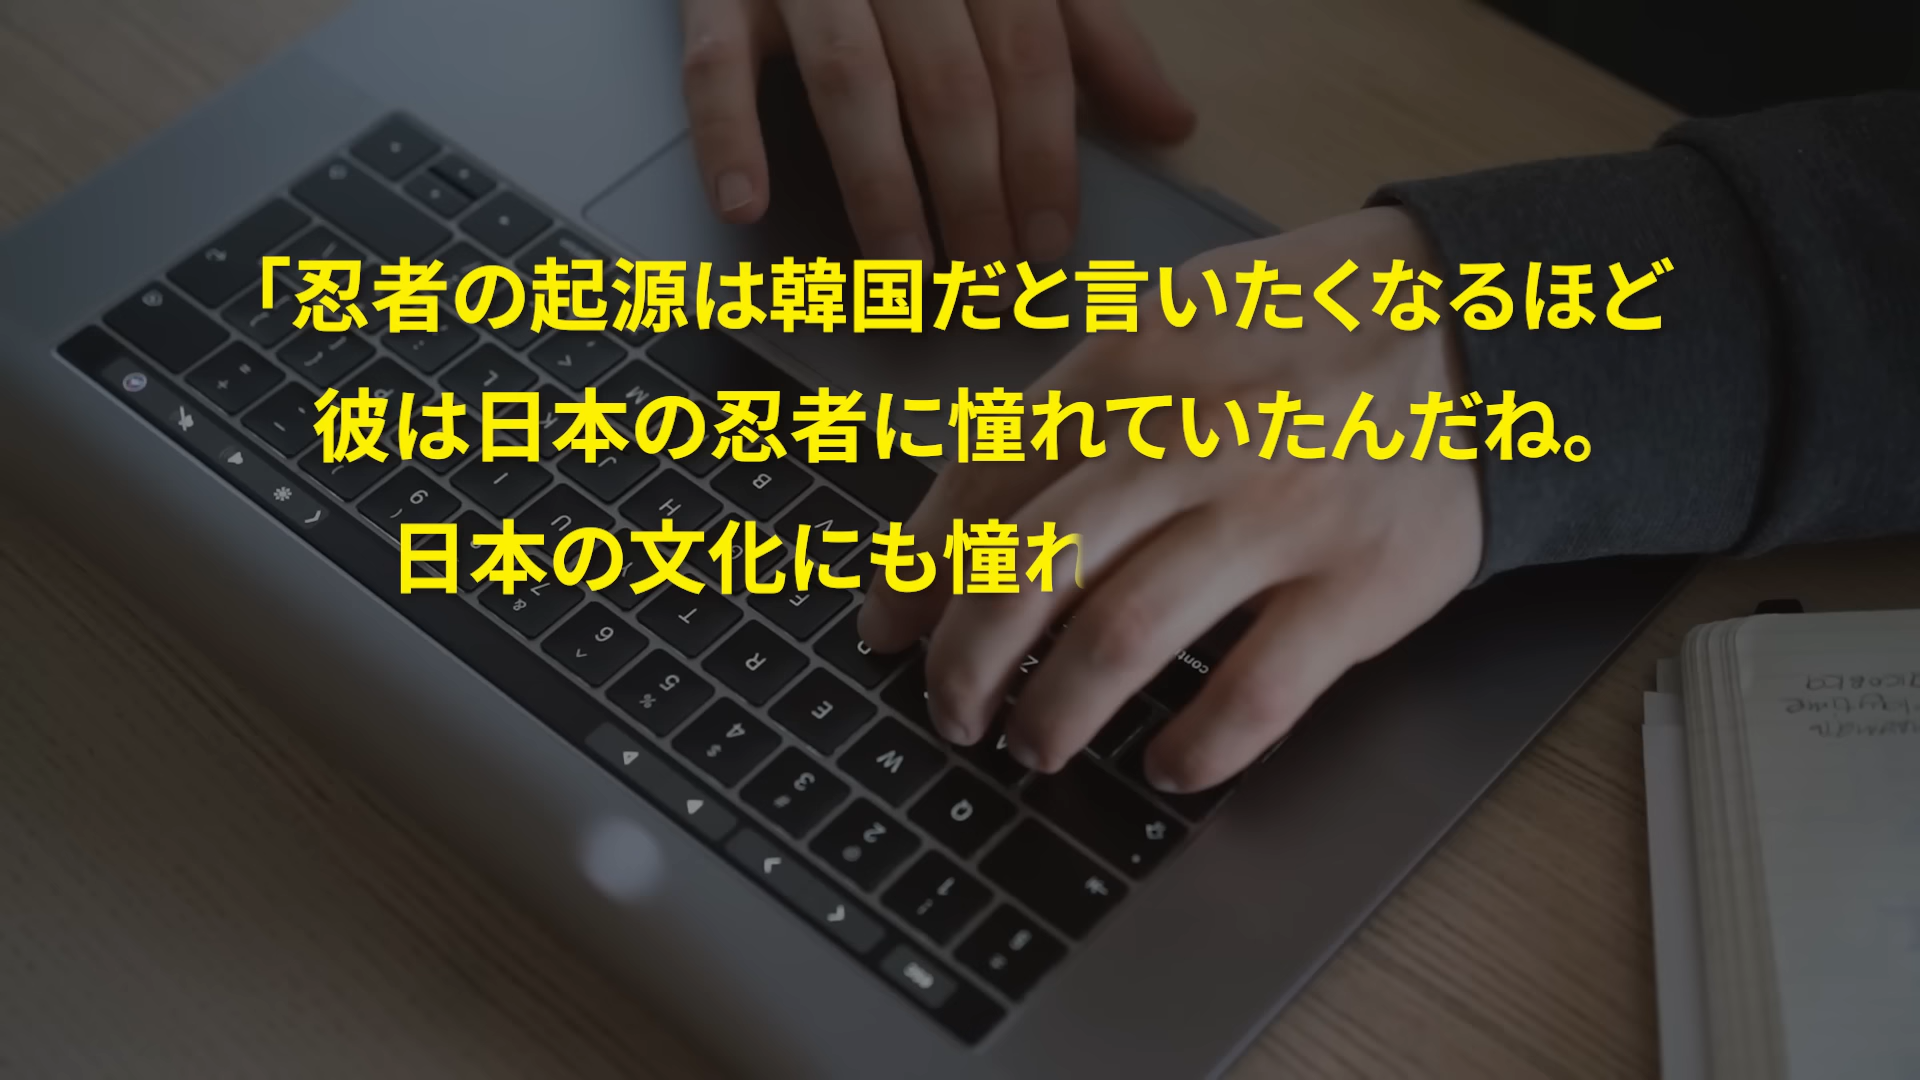 「忍者の起源は韓国だと言いたくなるほど
彼は日本の忍者に憧れていたんだね。
日本の文化にも憧れ